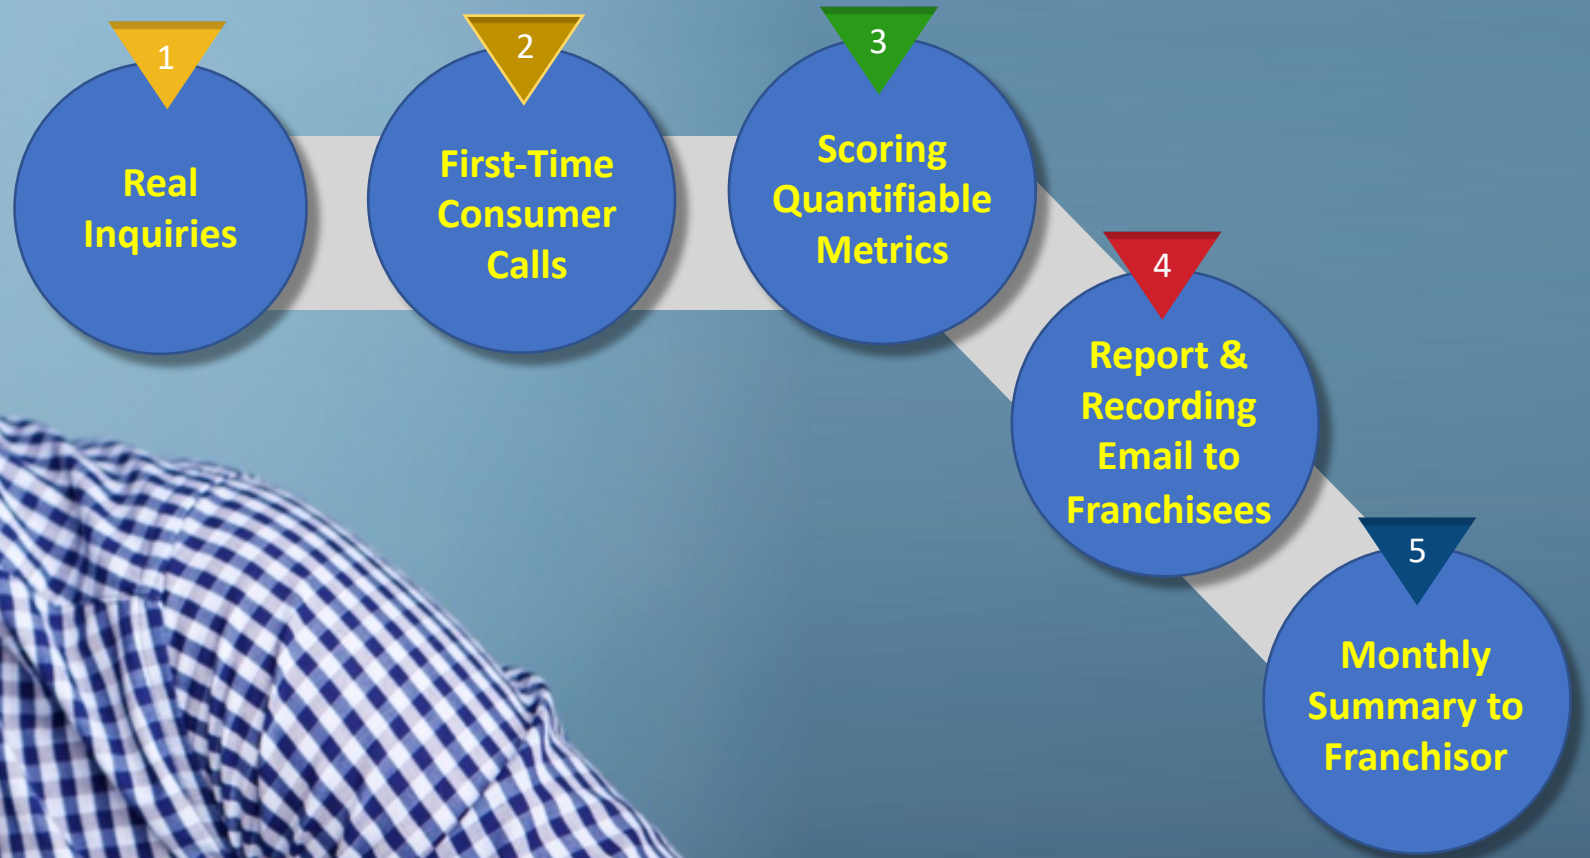 1
Real
Inquiries
2
First-Time
Consumer
Calls
3
Scoring
Quantifiable
Metrics
4
Report &
Recording
Email to
Franchisees
5
Monthly
Summary to
Franchisor